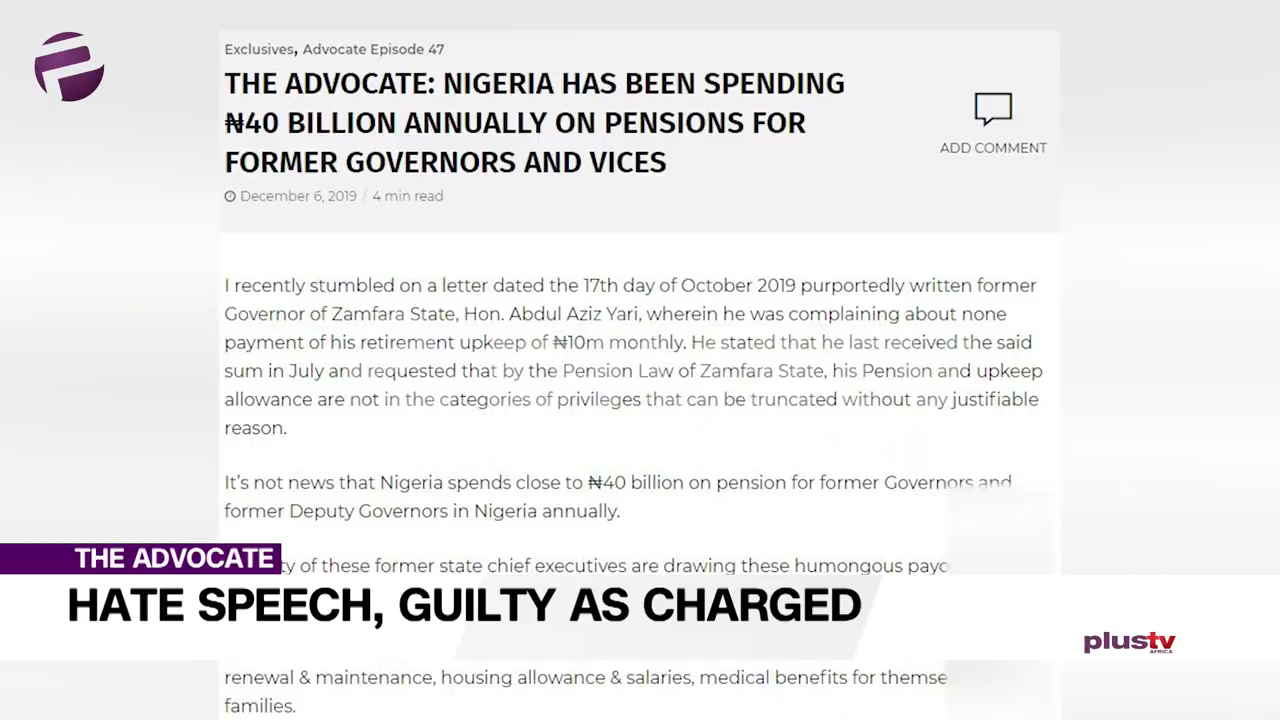 Exclusives, Advocate Episode 47
THE ADVOCATE: NIGERIA HAS BEEN SPENDING
₦40 BILLION ANNUALLY ON PENSIONS FOR
FORMER GOVERNORS AND VICES
ADD COMMENT
December 6, 2019 / 4 min read
I recently stumbled on a letter dated the 17th day of October 2019 purportedly written former
Governor of Zamfara State, Hon. Abdul Aziz Yari, wherein he was complaining about none
payment of his retirement upkeep of ₦10m monthly. He stated that he last received the said
sum in July and requested that by the Pension Law of Zamfara State, his Pension and upkeep
allowance are not in the categories of privileges that can be truncated without any justifiable
reason.
It's not news that Nigeria spends close to ₦40 billion on pension for former Governors and
former Deputy Governors in Nigeria annually.
of these former state chief executives are drawing these humongous
THE ADVOCATE
HATE SPEECH, GUILTY AS CHARGED
plustv
AFRICA
renewal & maintenance, housing allowance & salaries, medical benefits for
families.